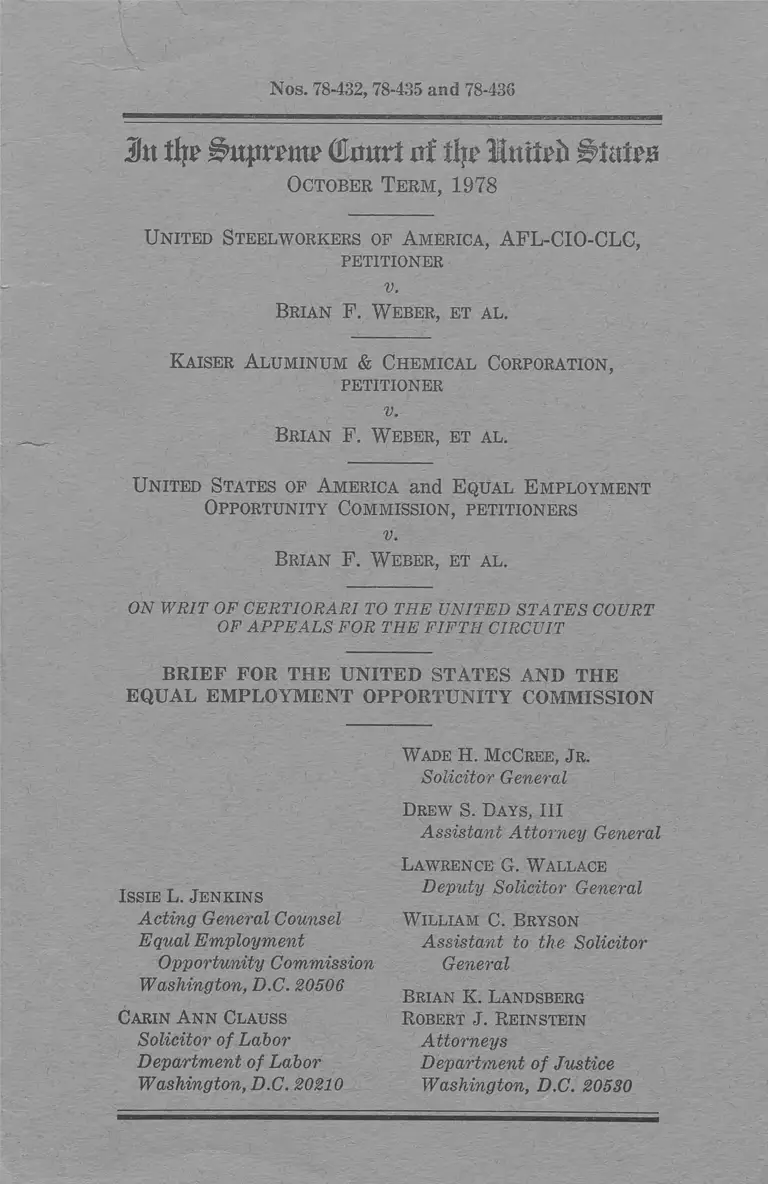 Nos. 78-432, 78-435 and 78-436
In the Supreme Court of the United States
OCTOBER TERM, 1978
UNITED STEELWORKERS OF AMERICA, AFL-CIO-CLC,
PETITIONER
v.
BRIAN F. WEBER, ET AL.
KAISER ALUMINUM & CHEMICAL CORPORATION,
PETITIONER
v.
BRIAN F. WEBER, ET AL.
UNITED STATES OF AMERICA and EQUAL EMPLOYMENT
OPPORTUNITY COMMISSION, PETITIONERS
v.
BRIAN F. WEBER, ET AL.
ON WRIT OF CERTIORARI TO THE UNITED STATES COURT
OF APPEALS FOR THE FIFTH CIRCUIT
BRIEF FOR THE UNITED STATES AND THE
EQUAL EMPLOYMENT OPPORTUNITY COMMISSION
WADE H. MCCREE, JR.
Solicitor General
DREW S. DAYS, III
Assistant Attorney General
LAWRENCE G. WALLACE
Deputy Solicitor General
WILLIAM C. BRYSON
Assistant to the Solicitor
General
BRIAN K. LANDSBERG
ROBERT J. REINSTEIN
Attorneys
Department of Justice
Washington, D.C. 20530
ISSIE L. JENKINS
Acting General Counsel
Equal Employment
Opportunity Commission
Washington, D.C. 20506
CARIN ANN CLAUSS
Solicitor of Labor
Department of Labor
Washington, D.C. 20210